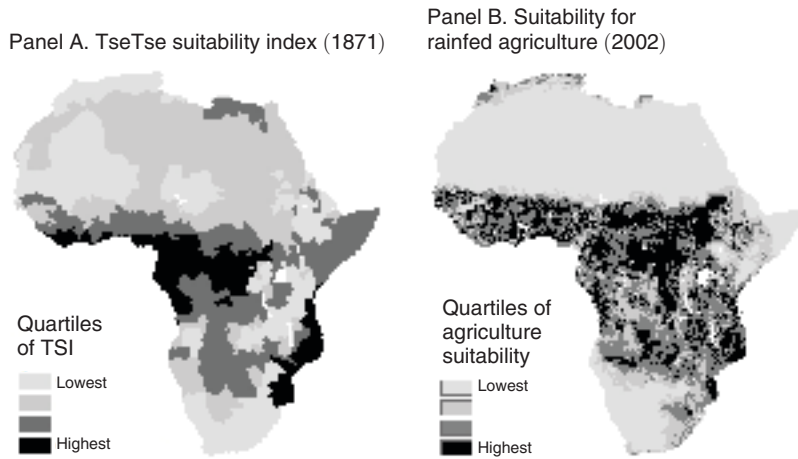 Panel A. TseTse suitability index (1871)
Panel B. Suitability for
rainfed agriculture (2002)
Quartiles
of TSI
Lowest
Highest
Quartiles of
agriculture
suitability
Lowest
Highest